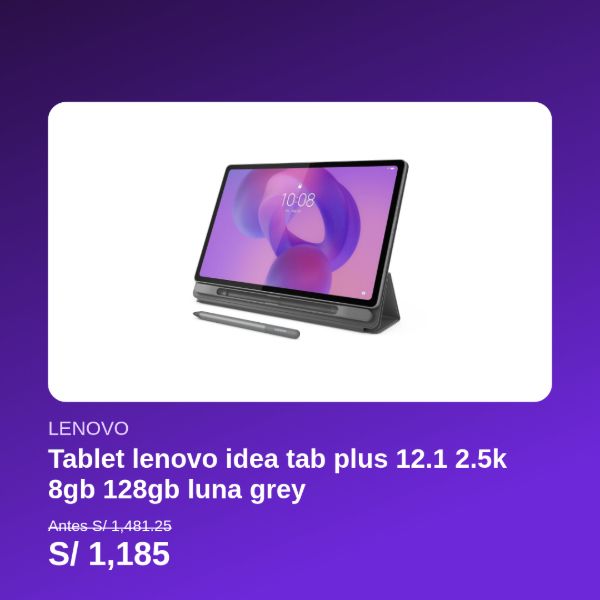 10:08
LENOVO
Tablet lenovo idea tab plus 12.1 2.5k
8gb 128gb luna grey
Antes S/ 1,481.25
S/ 1,185